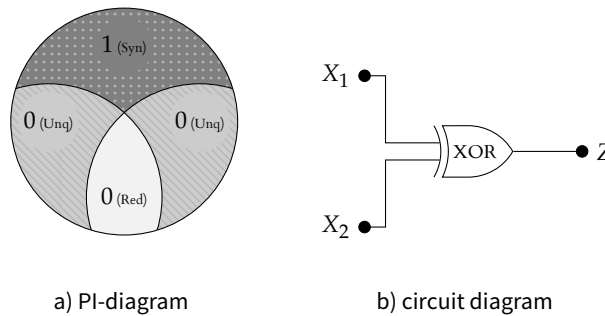 1 (Syn)
0 (Unq)
0 (Unq)
0 (Red)
X1
XOR
Z
X2
a) PI-diagram
b) circuit diagram